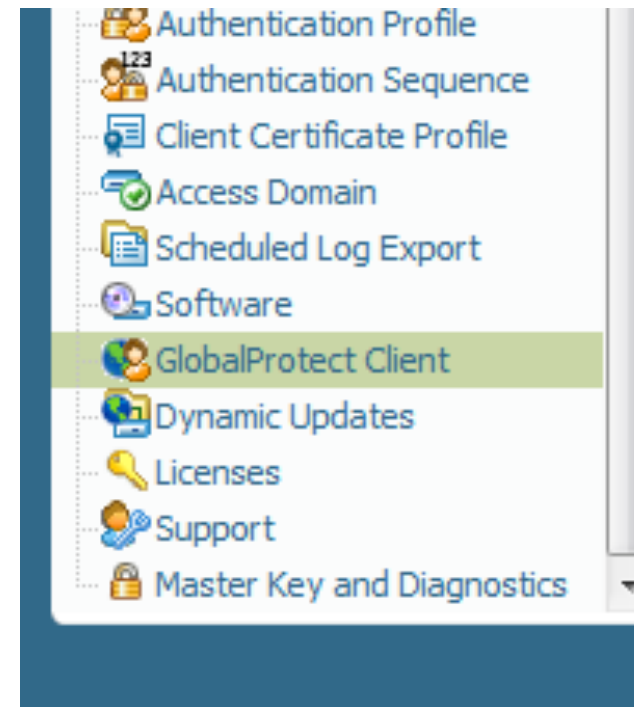 Authentication Profile
123
Authentication Sequence
Client Certificate Profile
Access Domain
Scheduled Log Export
Software
GlobalProtect Client
Dynamic Updates
Licenses
Support
Master Key and Diagnostics